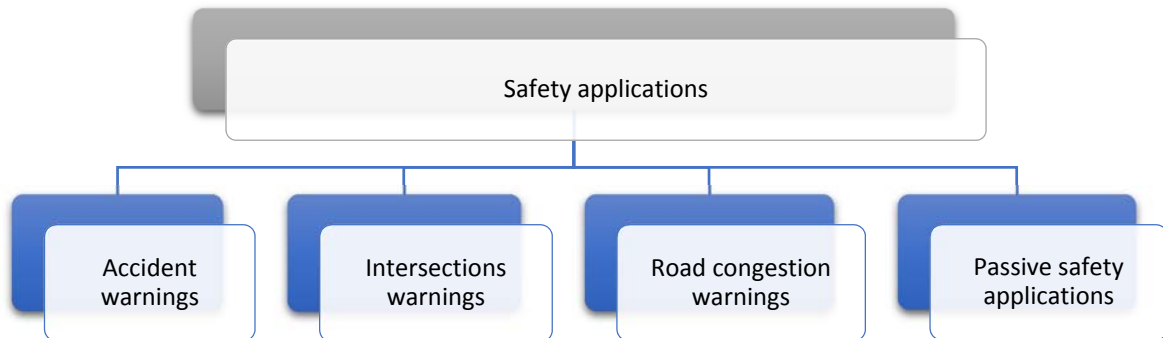 Safety applications
Accident
warnings
Intersections
warnings
Road congestion
warnings
Passive safety
applications